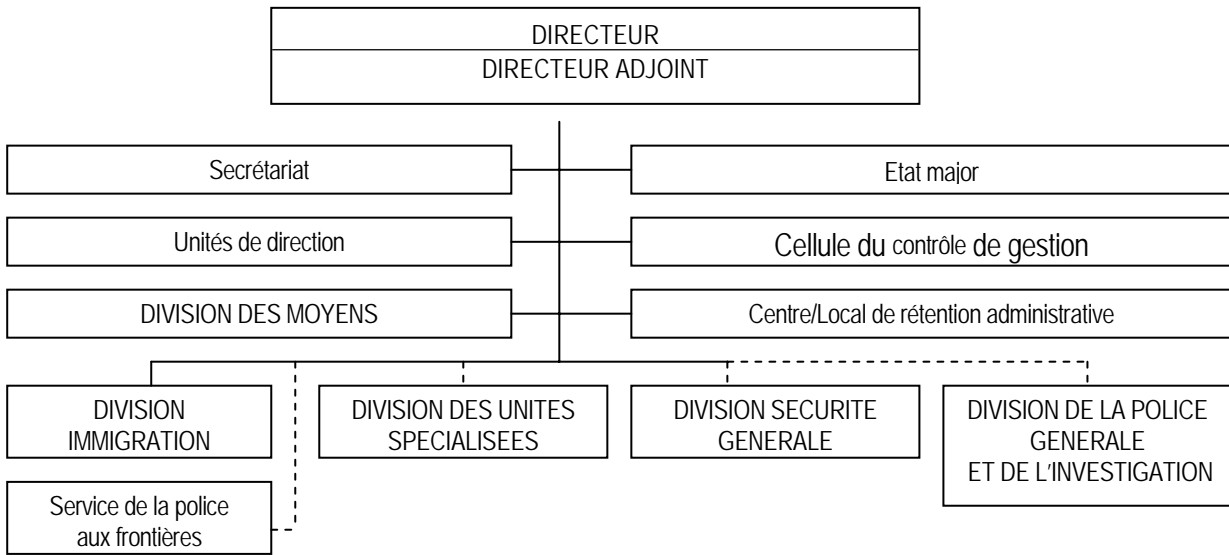 DIRECTEUR
DIRECTEUR ADJOINT
Secrétariat
Etat major
Unités de direction
Cellule du contrôle de gestion
DIVISION DES MOYENS
Centre/Local de rétention administrative
DIVISION
IMMIGRATION
DIVISION DES UNITES
SPECIALISEES
DIVISION SECURITE
GENERALE
DIVISION DE LA POLICE
GENERALE
ET DE L'INVESTIGATION
Service de la police
aux frontières